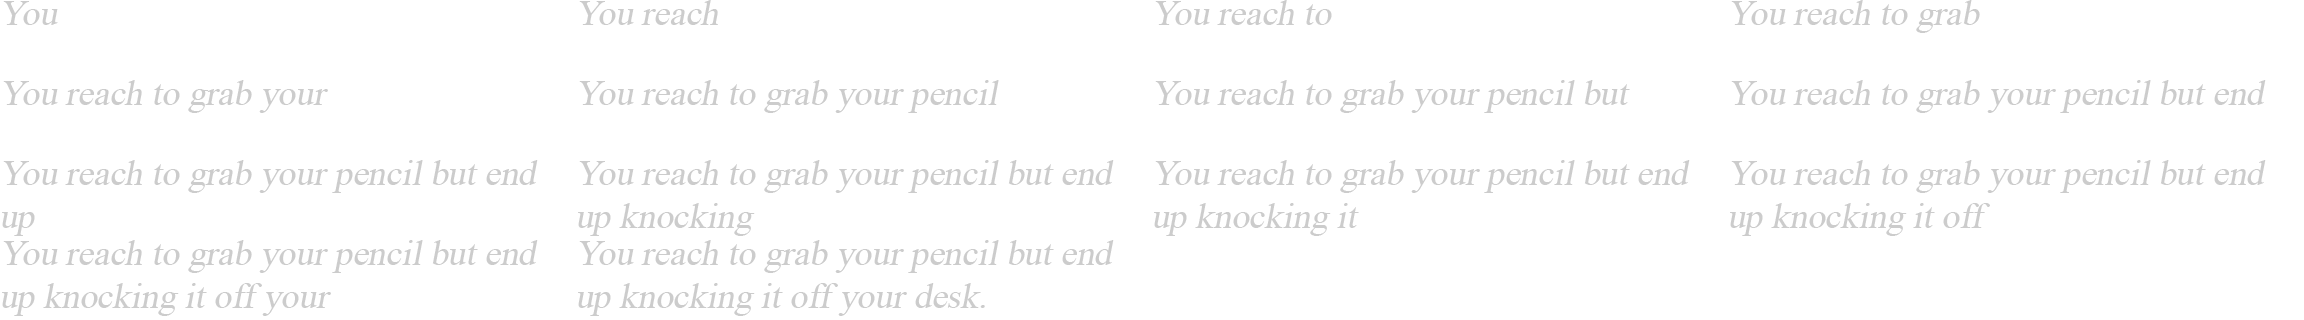 You
You reach
You reach to
You reach to grab
You reach to grab your
You reach to grab your pencil
You reach to grab your pencil but
You reach to grab your pencil but end
You reach to grab your pencil but end
up
You reach to grab your pencil but end
up knocking
You reach to grab your pencil but end
up knocking it
You reach to grab your pencil but end
up knocking it off
You reach to grab your pencil but end
up knocking it off your
You reach to grab your pencil but end
up knocking it off your desk.